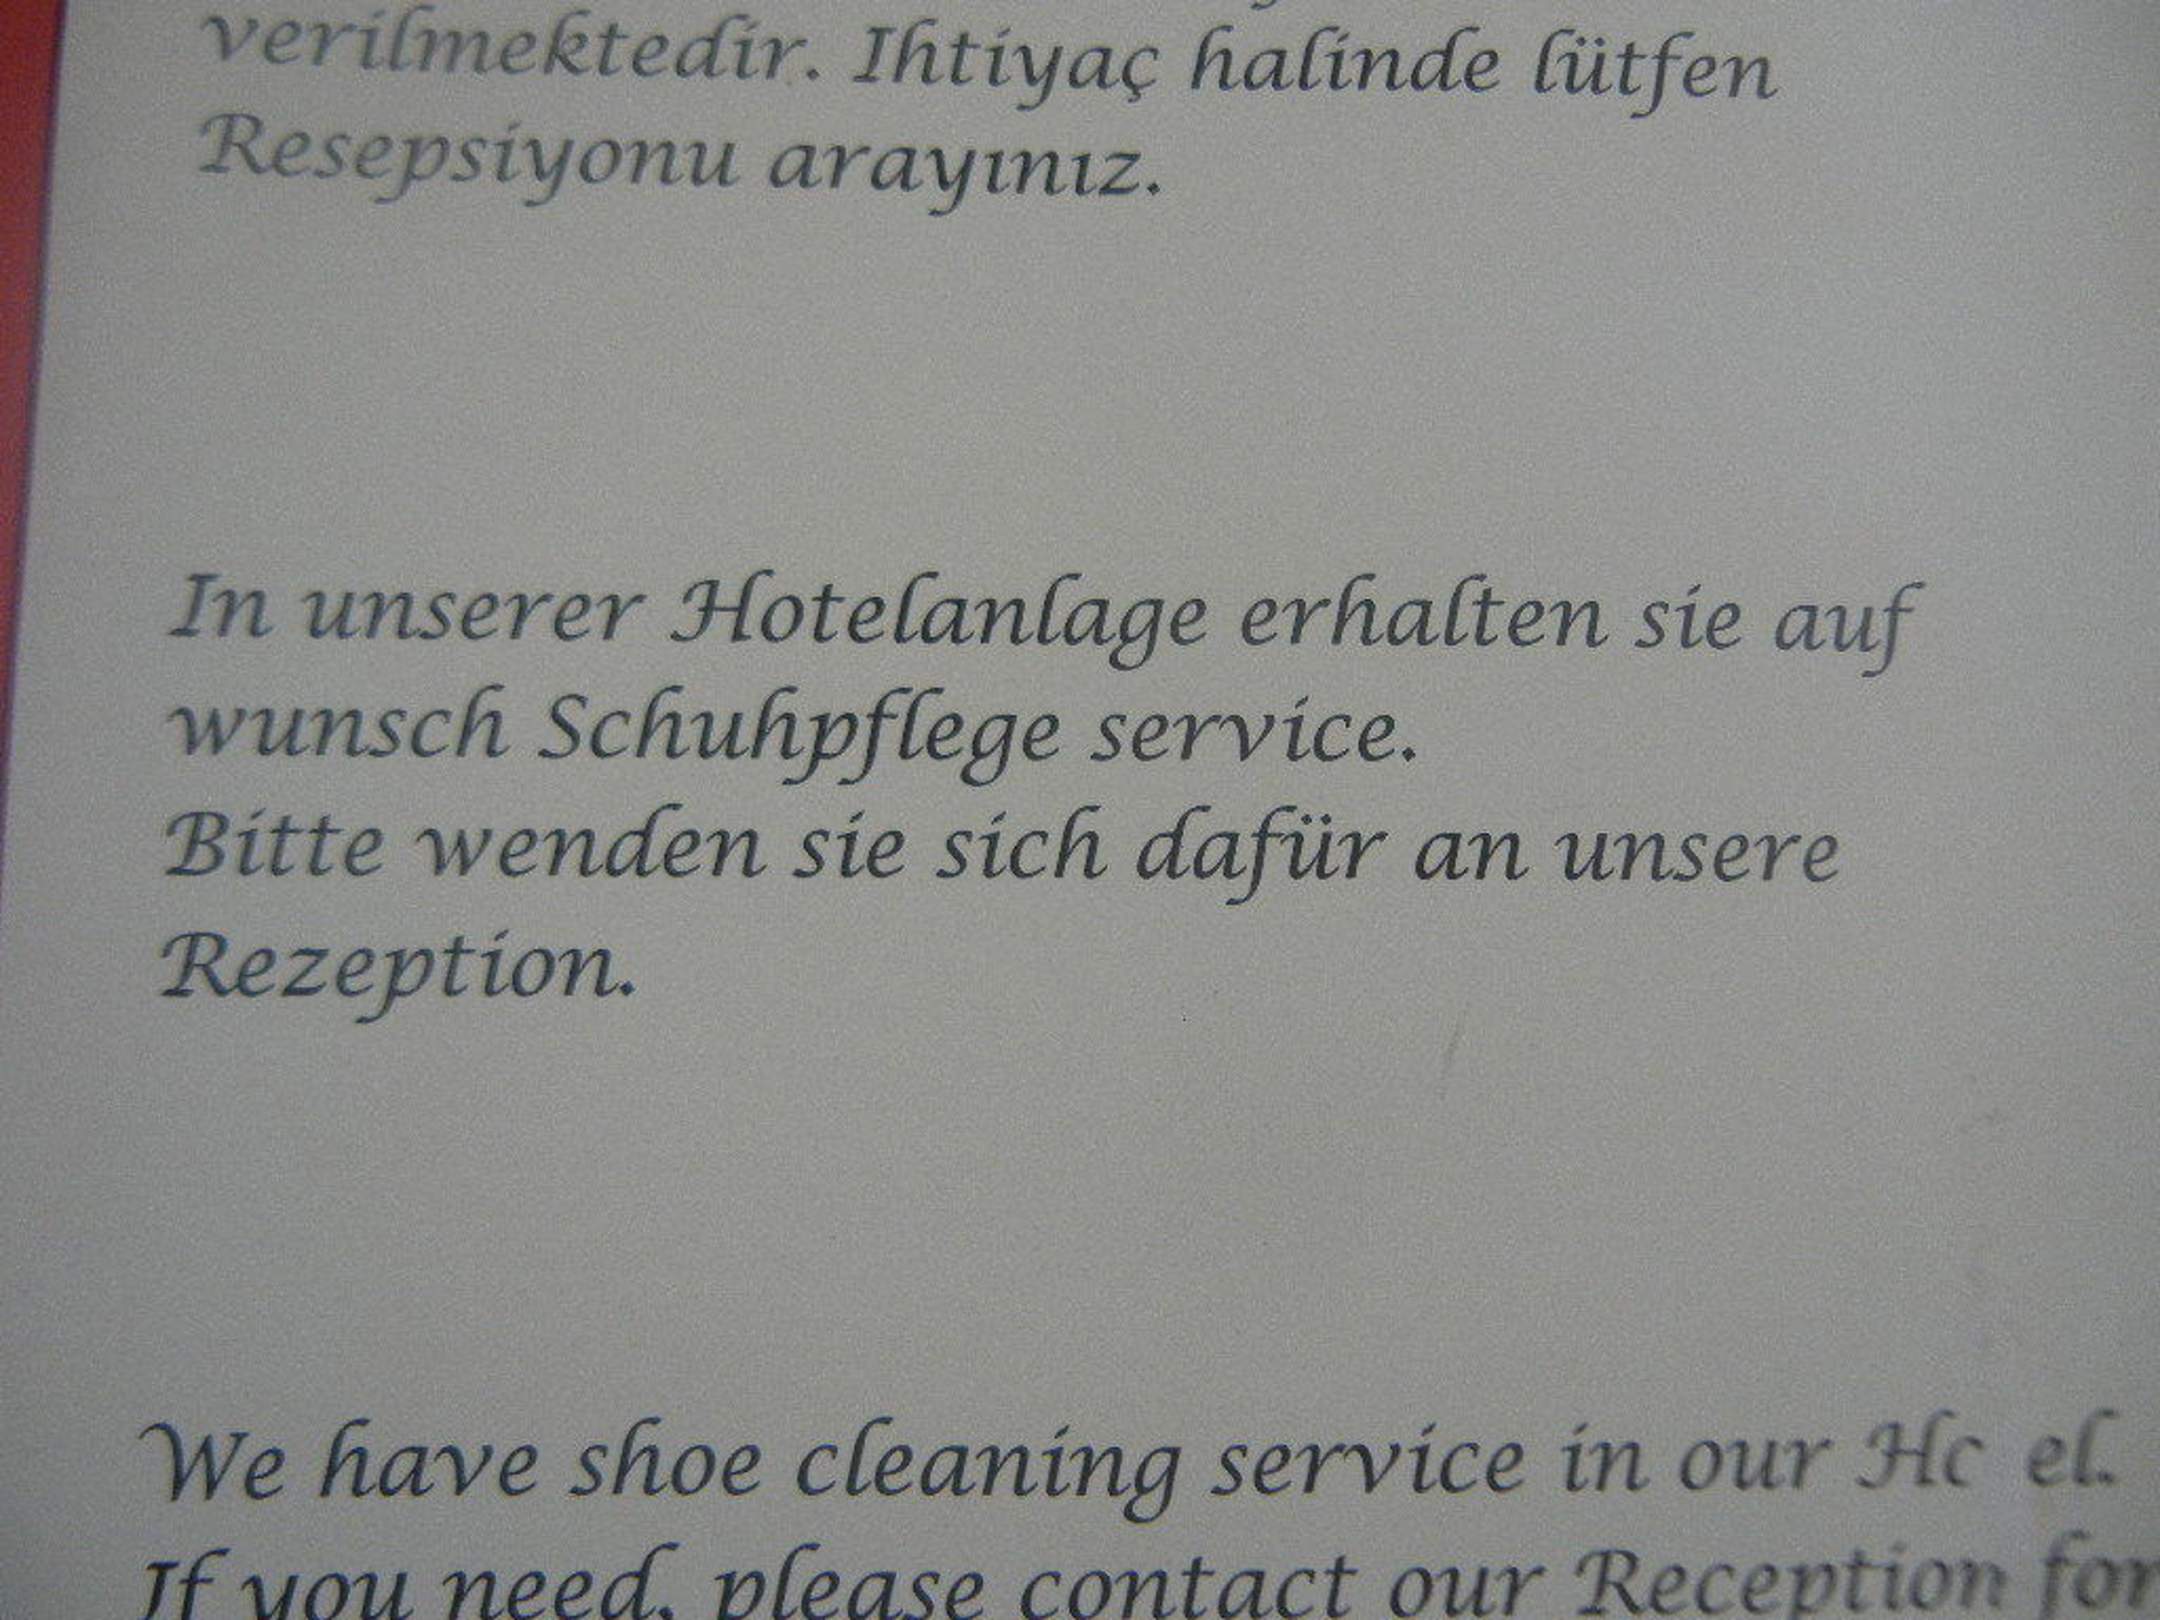 verilmektedir. Ihtiyaç halinde lütfen
Resepsiyonu arayınız.
In unserer Hotelanlage erhalten sie auf
wunsch Schuhpflege service.
Bitte wenden sie sich dafür an unsere
Rezeption.
We have shoe cleaning service in our Hc el.
If you need, please contact our Reception for